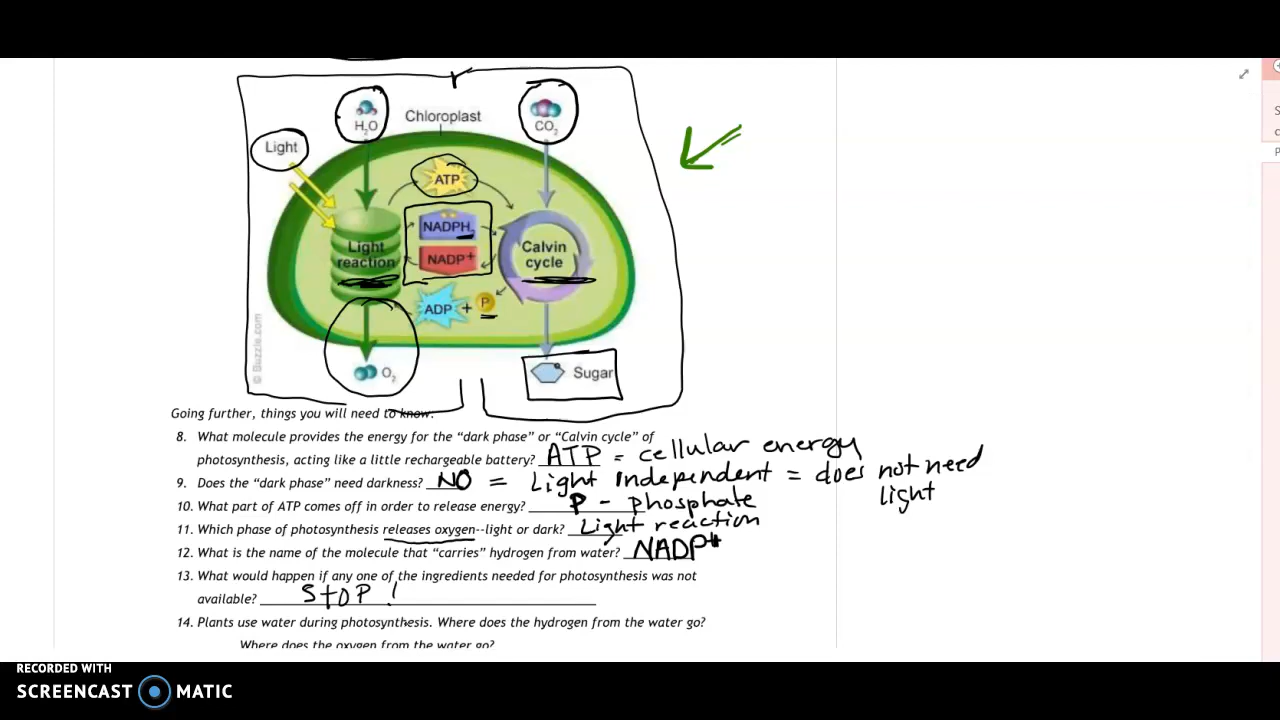 H₂O
Chloroplast
CO₂
Light
ATP
NADPH
Light reaction
NADP+
Calvin cycle
ADP + P
© Buzzle.com
O₂
Sugar
Going further, things you will need to know:
8. What molecule provides the energy for the “dark phase” or “Calvin cycle” of
photosynthesis, acting like a little rechargeable battery? ATP = cellular energy
9. Does the “dark phase” need darkness? NO = Light Independent = does not need
light
10. What part of ATP comes off in order to release energy? P - phosphate
11. Which phase of photosynthesis releases oxygen--light or dark? Light reaction
12. What is the name of the molecule that “carries” hydrogen from water? NADP+
13. What would happen if any one of the ingredients needed for photosynthesis was not
available? STOP!
14. Plants use water during photosynthesis. Where does the hydrogen from the water go?
Where does the oxygen from the water go?
RECORDED WITH
SCREENCAST MATIC